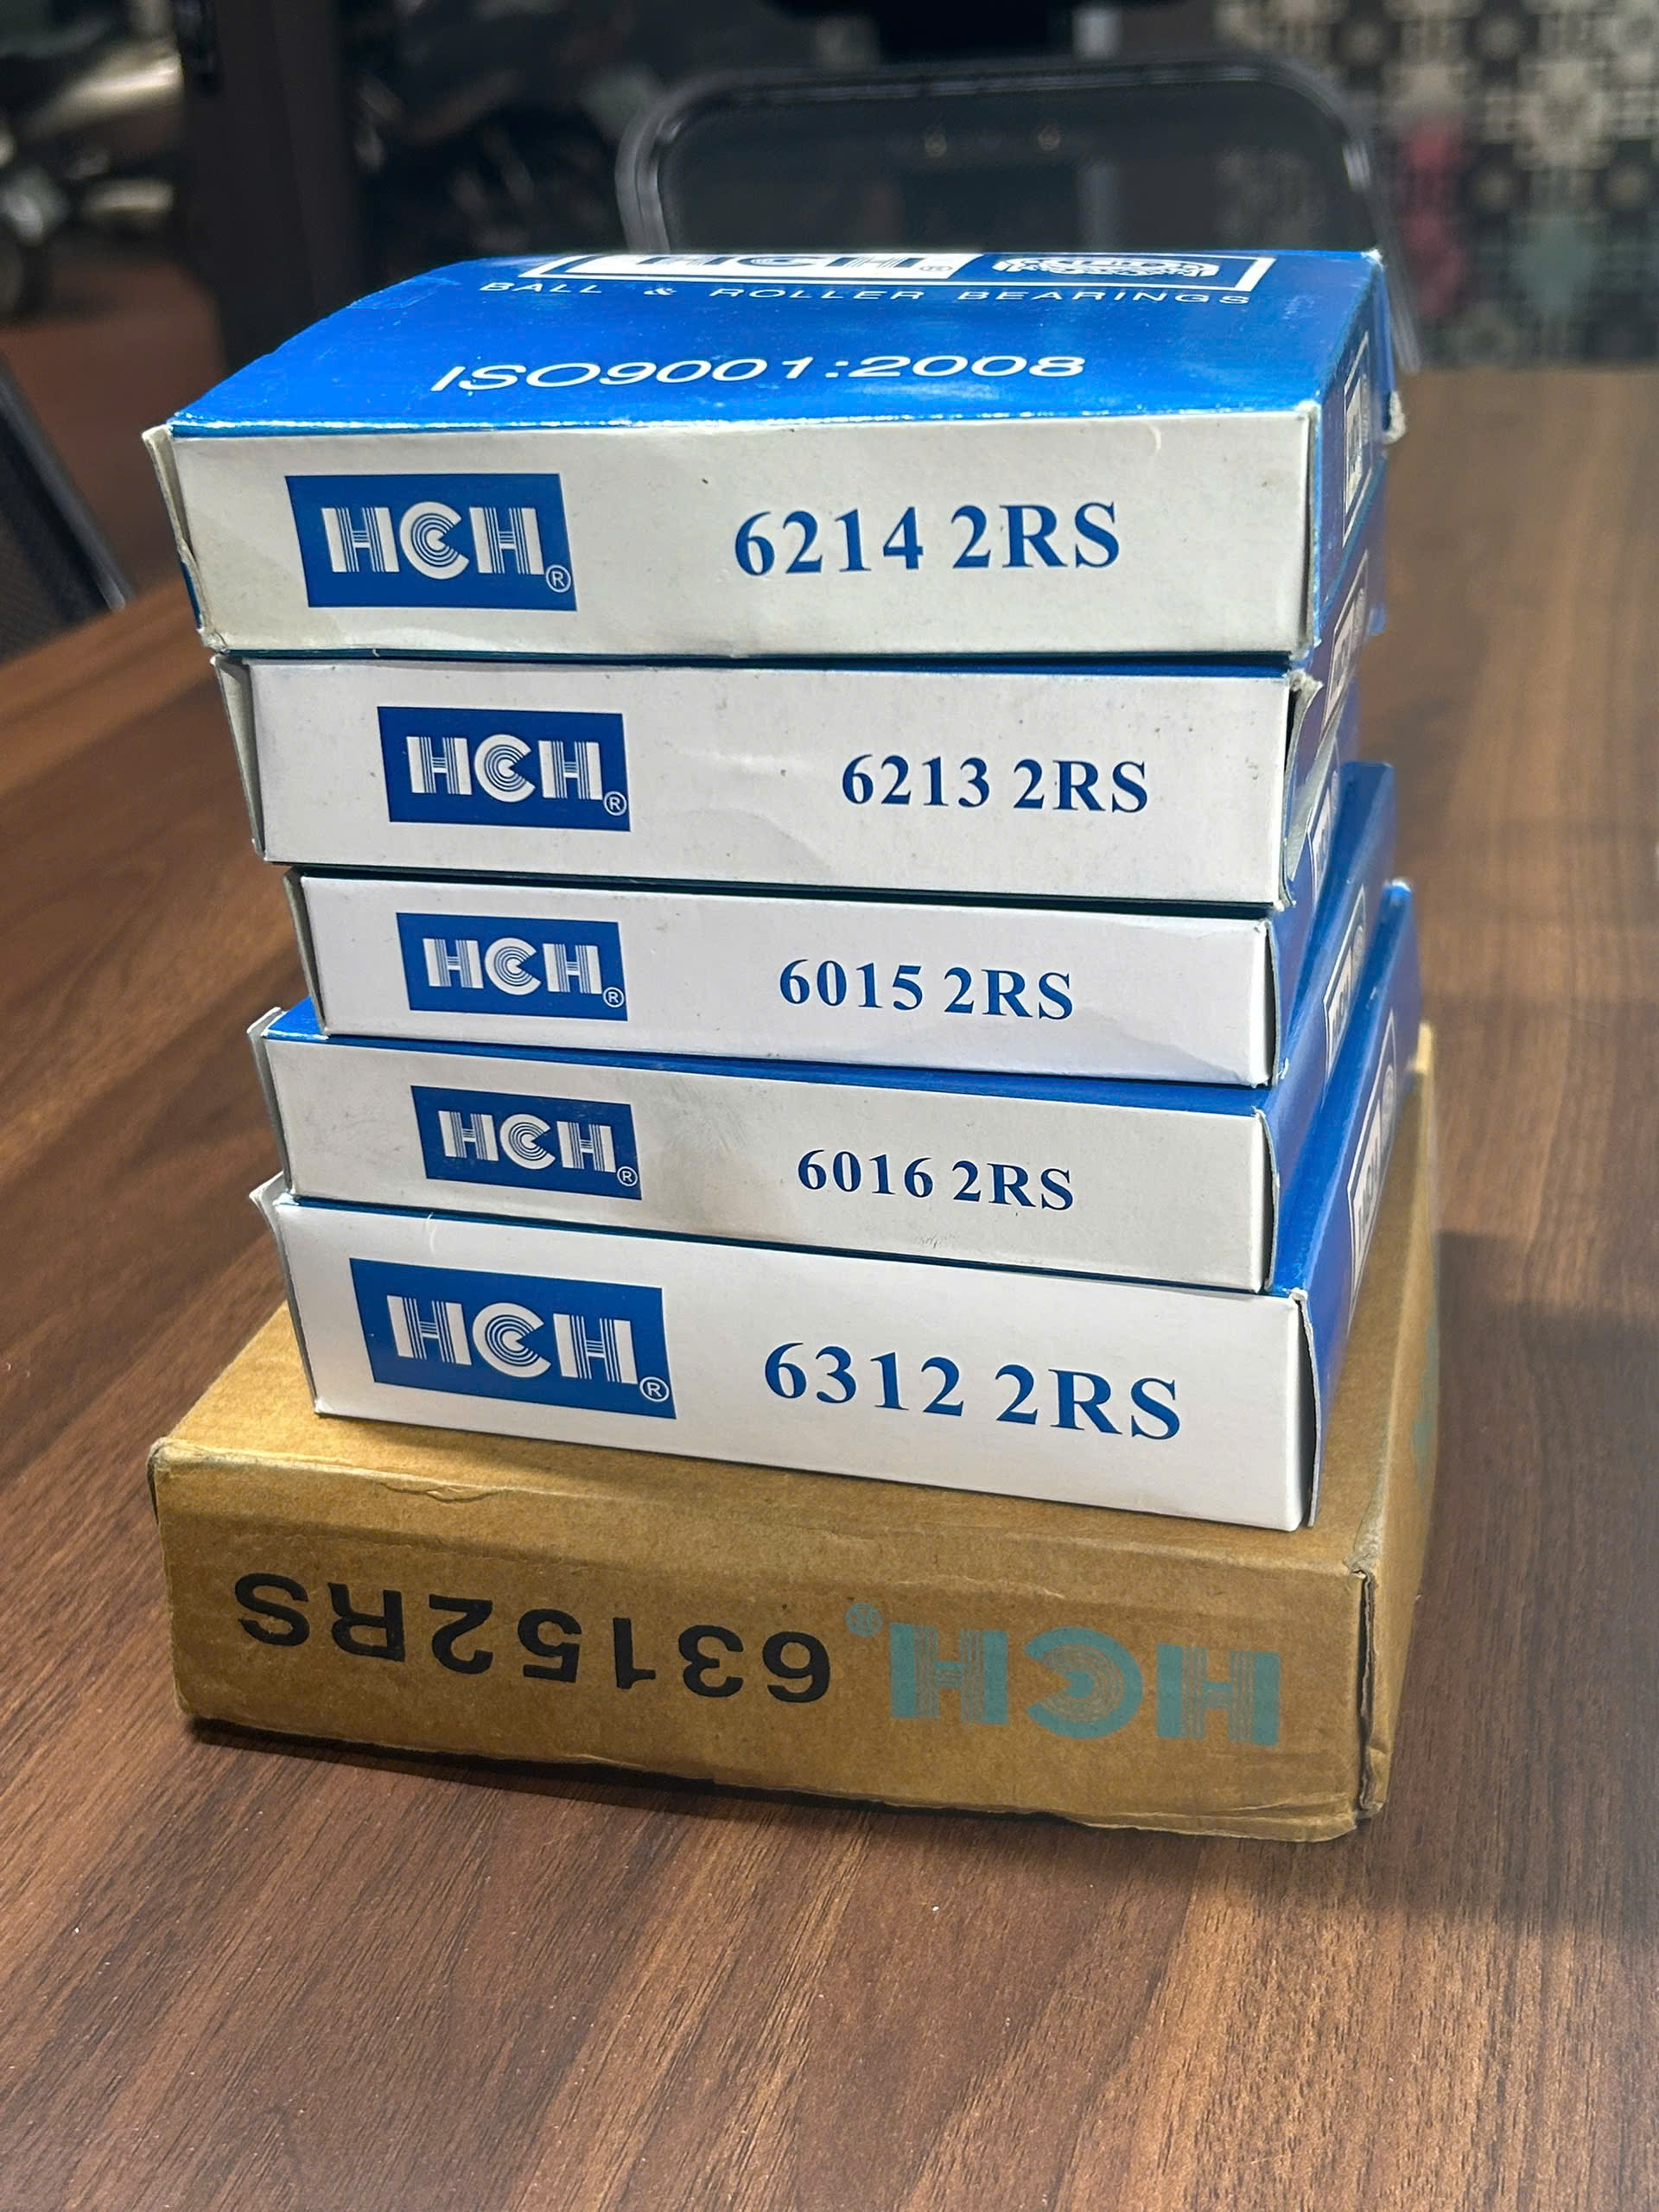 HCH®
BALL & ROLLER BEARINGS
ISO9001:2008
HCH® 6214 2RS
HCH® 6213 2RS
HCH® 6015 2RS
HCH® 6016 2RS
HCH® 6312 2RS
HCH® 63152RS